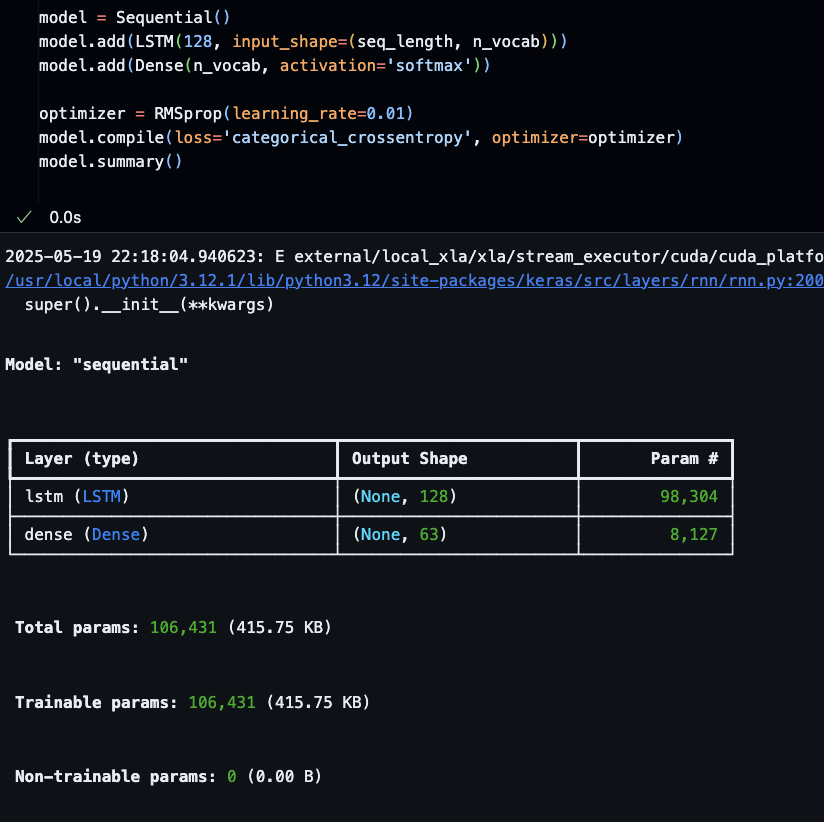 model = Sequential()
model.add(LSTM(128, input_shape=(seq_length, n_vocab)))
model.add(Dense(n_vocab, activation='softmax'))
optimizer = RMSprop(learning_rate=0.01)
model.compile(loss='categorical_crossentropy', optimizer=optimizer)
model.summary()
✓ 0.0s
2025-05-19 22:18:04.940623: E external/local_xla/xla/stream_executor/cuda/cuda_platfo
/usr/local/python/3.12.1/lib/python3.12/site-packages/keras/src/layers/rnn/rnn.py:200
super().__init__(**kwargs)
Model: "sequential"
Layer (type) Output Shape Param #
lstm (LSTM) (None, 128) 98,304
dense (Dense) (None, 63) 8,127
Total params: 106,431 (415.75 KB)
Trainable params: 106,431 (415.75 KB)
Non-trainable params: 0 (0.00 B)